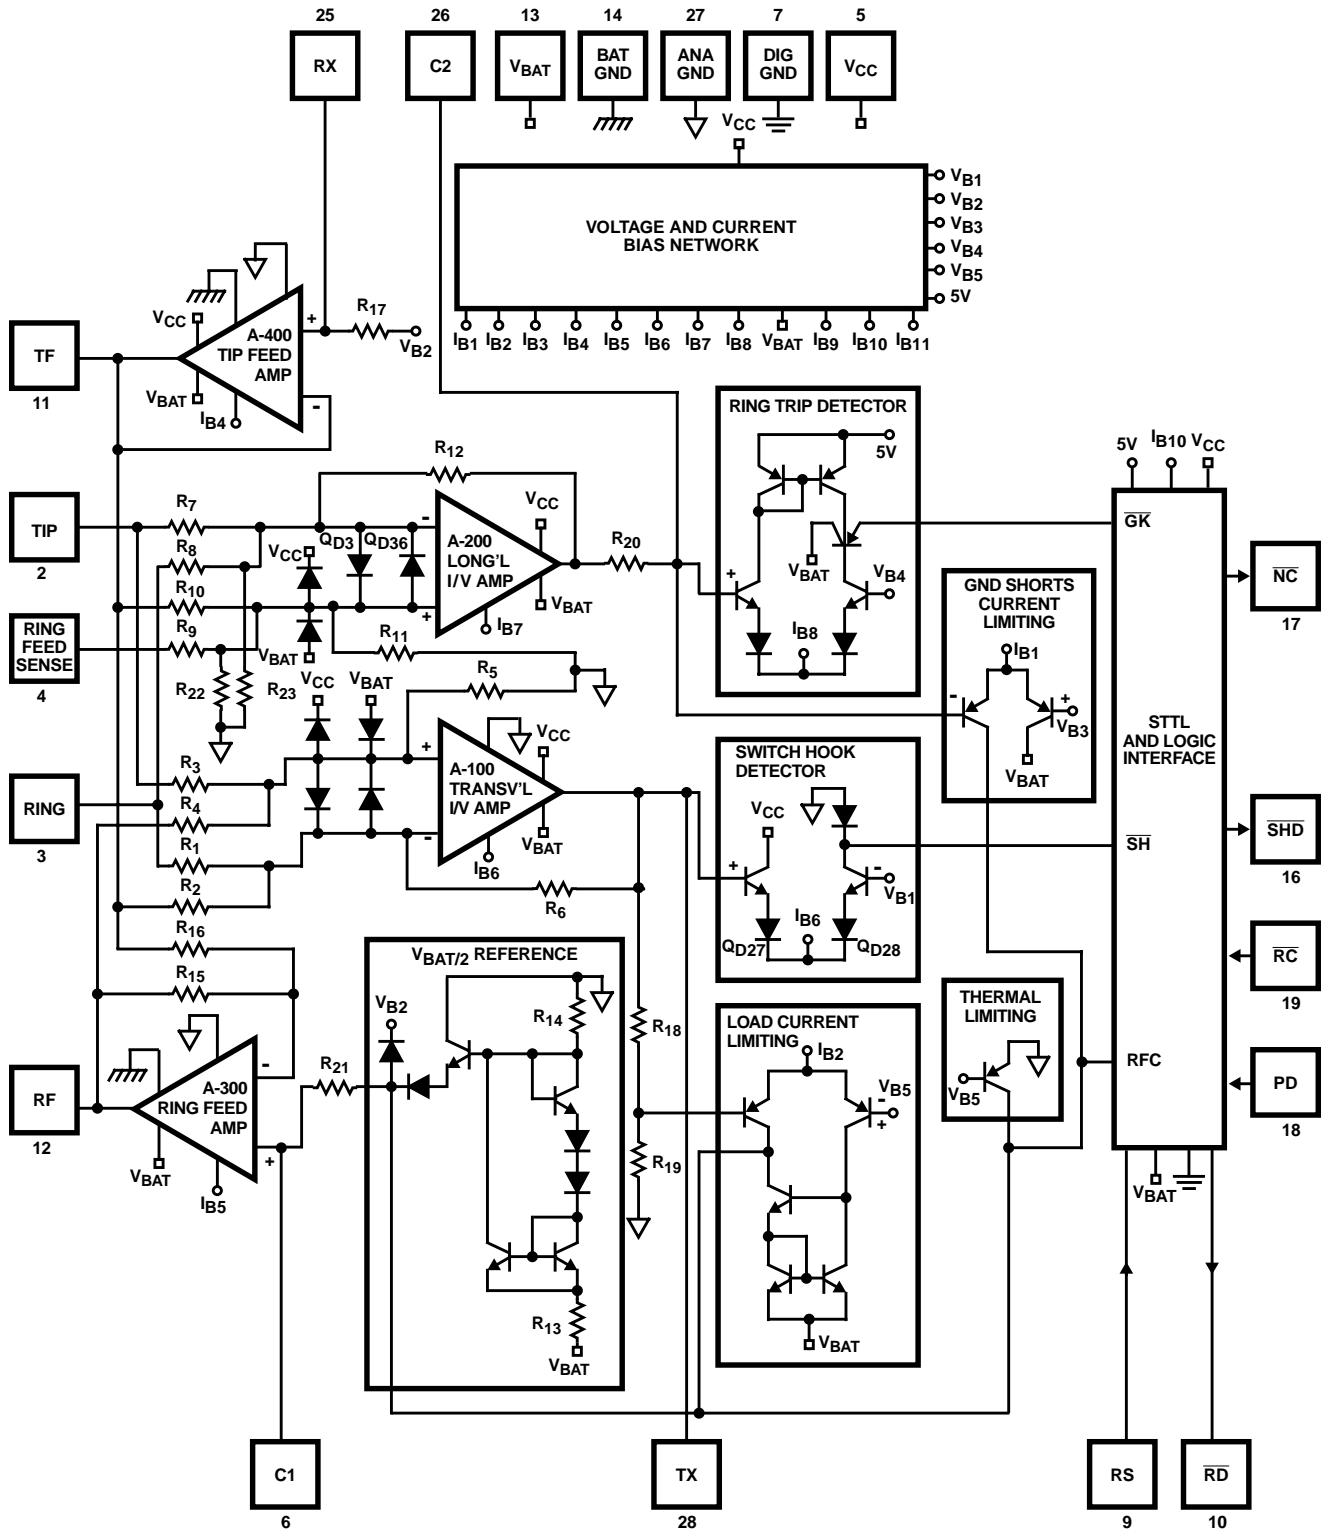 25
26
13
14
27
7
5
RX
C2
VBAT
BAT
GND
ANA
GND
DIG
GND
VCC
VCC
VOLTAGE AND CURRENT
BIAS NETWORK
VB1
VB2
VB3
VB4
VB5
5V
IB1
IB2
IB3
IB4
IB5
IB6
IB7
IB8
VBAT
IB9
IB10
IB11
TF
11
VCC
A-400
TIP FEED
AMP
+
-
R17
VB2
VBAT
IB4
RING TRIP DETECTOR
5V
VBAT
VB4
+
IB8
5V
IB10
VCC
GK
STTL
AND LOGIC
INTERFACE
SH
RFC
VBAT
NC
17
SHD
16
RC
19
PD
18
R12
TIP
2
R7
R8
R10
R9
RING
FEED
SENSE
4
R22
R23
VCC
QD3
QD36
VBAT
-
+
A-200
LONG'L
I/V AMP
VCC
VBAT
IB7
R20
R11
R5
GND SHORTS
CURRENT
LIMITING
IB1
-
+
VB3
VBAT
RING
3
R3
R4
R1
R2
R16
R15
VCC
VBAT
+
-
A-100
TRANSV'L
I/V AMP
VCC
VBAT
IB6
R6
SWITCH HOOK
DETECTOR
VCC
+
-
VB1
IB6
QD27
QD28
VBAT/2 REFERENCE
VB2
R14
R13
VBAT
R18
R19
LOAD CURRENT
LIMITING
IB2
VB5
-
+
VBAT
THERMAL
LIMITING
VB5
RF
12
A-300
RING FEED
AMP
-
+
VBAT
IB5
R21
C1
6
TX
28
RS
9
RD
10